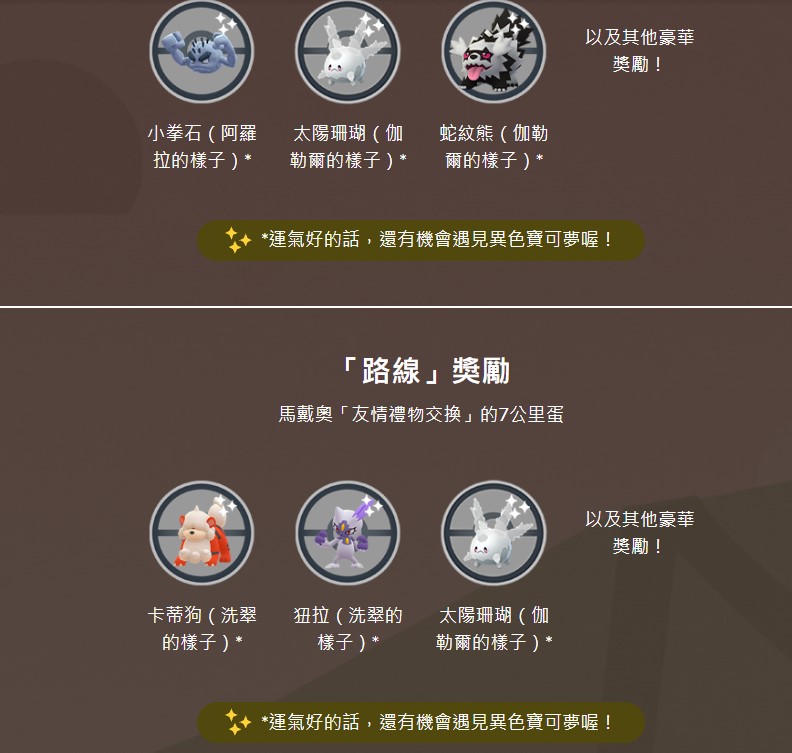 以及其他豪華
獎勵！
小拳石（阿羅
拉的樣子）*
太陽珊瑚（伽
勒爾的樣子）*
蛇紋熊（伽勒
爾的樣子）*
*運氣好的話，還有機會遇見異色寶可夢喔！
「路線」獎勵
馬戴奧「友情禮物交換」的7公里蛋
以及其他豪華
獎勵！
卡蒂狗（洗翠
的樣子）*
狃拉（洗翠的
樣子）*
太陽珊瑚（伽
勒爾的樣子）*
*運氣好的話，還有機會遇見異色寶可夢喔！